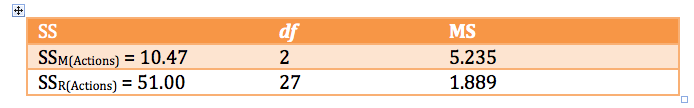 SS df MS
SSM(Actions) = 10.47 2 5.235
SSR(Actions) = 51.00 27 1.889